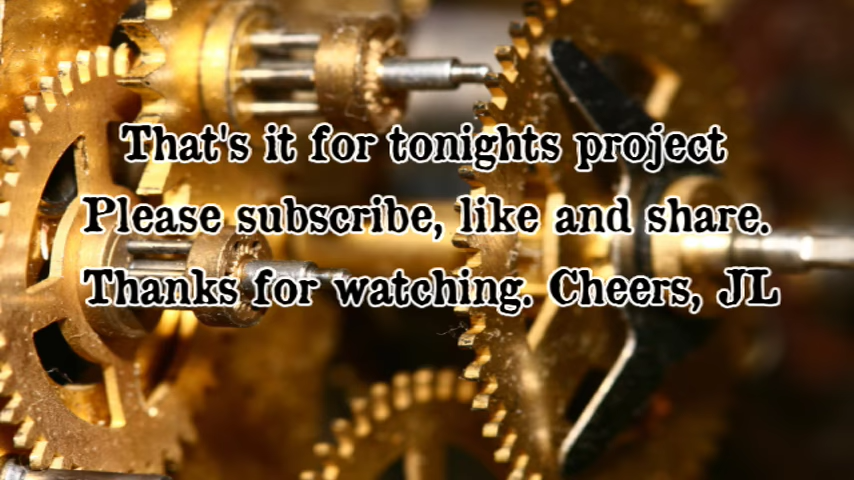 That's it for tonights project
Please subscribe, like and share.
Thanks for watching. Cheers, JL